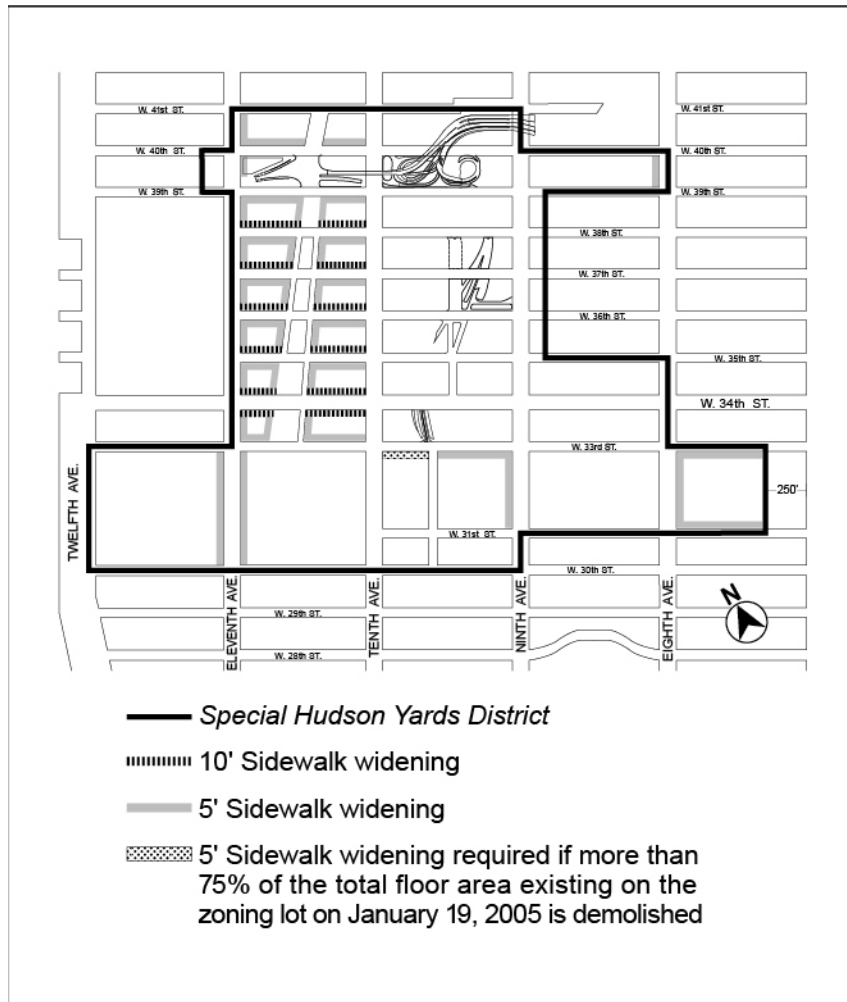 W. 41st ST.
W. 41st ST.
W. 40th ST.
W. 40th ST.
W. 39th ST.
W. 39th ST.
W. 38th ST.
W. 37th ST.
W. 36th ST.
W. 35th ST.
W. 34th ST.
W. 33rd ST.
250'
W. 31st ST.
W. 30th ST.
W. 29th ST.
W. 28th ST.
TWELFTH AVE.
ELEVENTH AVE.
TENTH AVE.
NINTH AVE.
EIGHTH AVE.
N
Special Hudson Yards District
10' Sidewalk widening
5' Sidewalk widening
5' Sidewalk widening required if more than
75% of the total floor area existing on the
zoning lot on January 19, 2005 is demolished